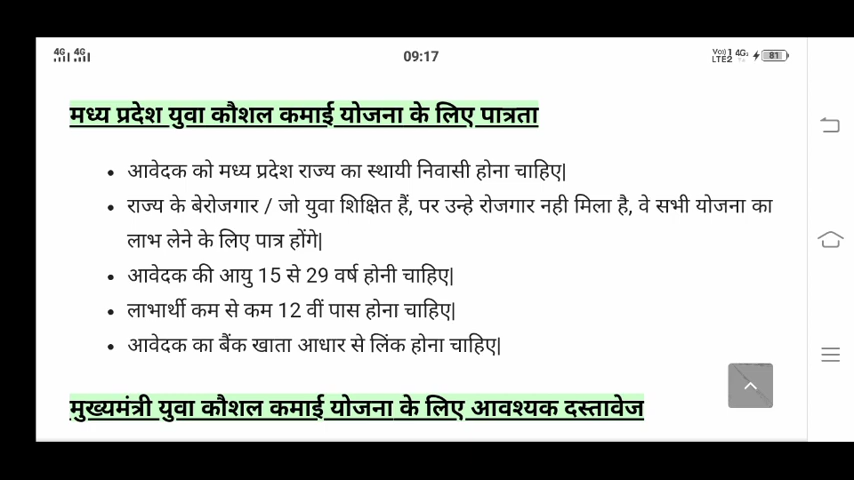 4G 4G 09:17 Vo)) 1 4G LTE2 81
मध्य प्रदेश युवा कौशल कमाई योजना के लिए पात्रता
• आवेदक को मध्य प्रदेश राज्य का स्थायी निवासी होना चाहिए|
• राज्य के बेरोजगार / जो युवा शिक्षित हैं, पर उन्हे रोजगार नही मिला है, वे सभी योजना का
लाभ लेने के लिए पात्र होंगे|
• आवेदक की आयु 15 से 29 वर्ष होनी चाहिए|
• लाभार्थी कम से कम 12 वीं पास होना चाहिए|
• आवेदक का बैंक खाता आधार से लिंक होना चाहिए|
मुख्यमंत्री युवा कौशल कमाई योजना के लिए आवश्यक दस्तावेज